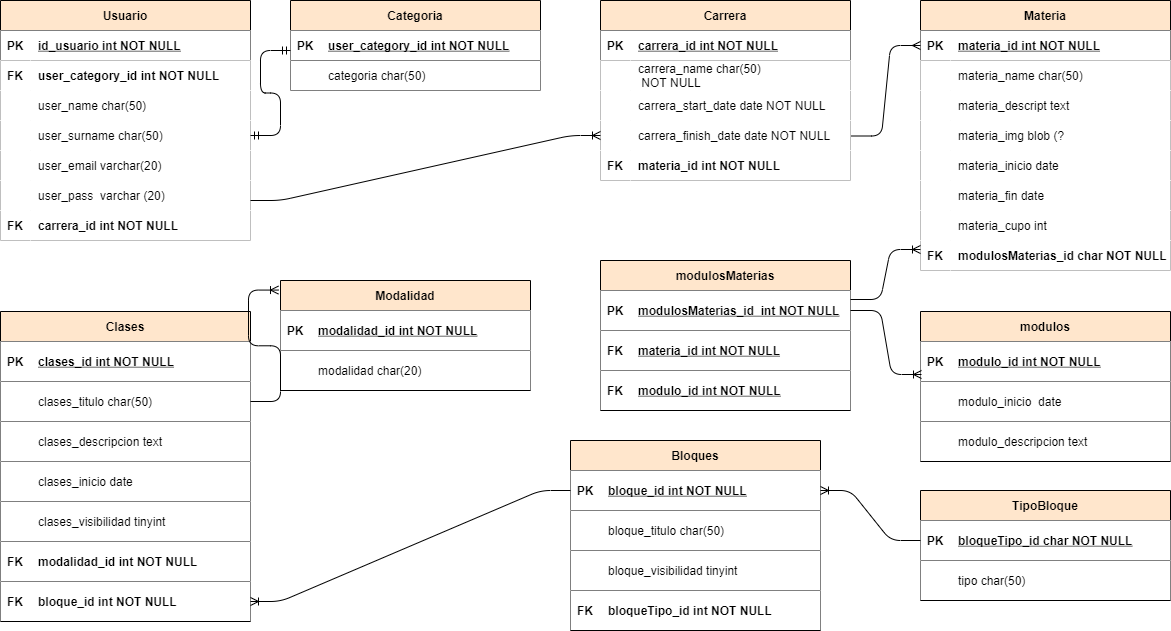 Usuario
PK id_usuario int NOT NULL
FK user_category_id int NOT NULL
user_name char(50)
user_surname char(50)
user_email varchar(20)
user_pass varchar (20)
FK carrera_id int NOT NULL
Categoria
PK user_category_id int NOT NULL
categoria char(50)
Carrera
PK carrera_id int NOT NULL
carrera_name char(50)
NOT NULL
carrera_start_date date NOT NULL
carrera_finish_date date NOT NULL
FK materia_id int NOT NULL
Materia
PK materia_id int NOT NULL
materia_name char(50)
materia_descript text
materia_img blob (?
materia_inicio date
materia_fin date
materia_cupo int
FK modulosMaterias_id char NOT NULL
Clases
PK clases_id int NOT NULL
clases_titulo char(50)
clases_descripcion text
clases_inicio date
clases_visibilidad tinyint
FK modalidad_id int NOT NULL
FK bloque_id int NOT NULL
Modalidad
PK modalidad_id int NOT NULL
modalidad char(20)
modulosMaterias
PK modulosMaterias_id int NOT NULL
FK materia_id int NOT NULL
FK modulo_id int NOT NULL
modulos
PK modulo_id int NOT NULL
modulo_inicio date
modulo_descripcion text
Bloques
PK bloque_id int NOT NULL
bloque_titulo char(50)
bloque_visibilidad tinyint
FK bloqueTipo_id int NOT NULL
TipoBloque
PK bloqueTipo_id char NOT NULL
tipo char(50)